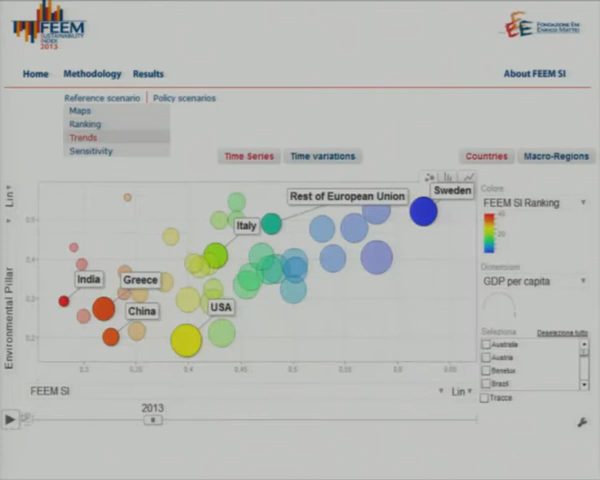 FEEM
SUSTAINABILITY
INDEX
2013
FONDAZIONE ENI
ENRICO MATTEI
Home Methodology Results About FEEM SI
Reference scenario | Policy scenarios
Maps
Ranking
Trends
Sensitivity
Time Series Time variations Countries Macro-Regions
Lin
Environmental Pillar
Rest of European Union
Sweden
Italy
India
Greece
China
USA
Colore
FEEM SI Ranking
GDP per capita
Seleziona Deseleziona tutto
Australia
Austria
Benelux
Brazil
Tracce
FEEM SI Lin
2013